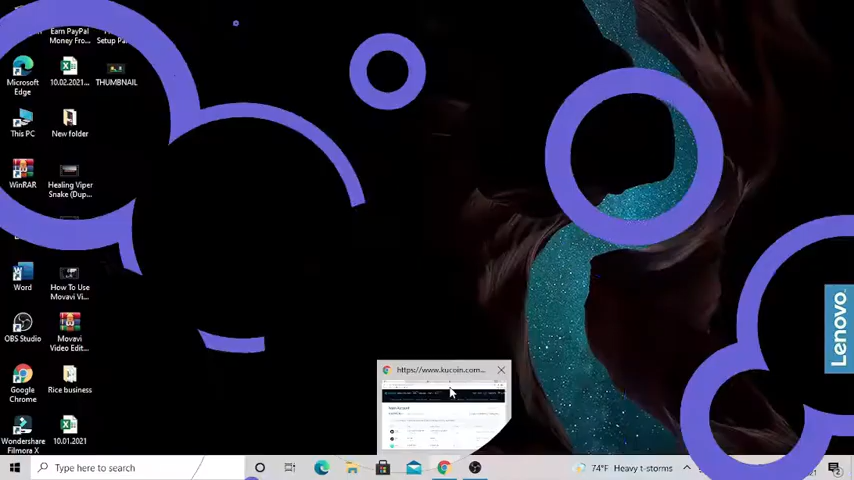 Earn PayPal
Money Fro...
Setup Pa
Microsoft
Edge
10.02.2021...
THUMBNAIL
This PC
New folder
WinRAR
Healing Viper
Snake (Dup...
Word
How To Use
Movavi Vi...
OBS Studio
Movavi
Video Edit...
Google
Chrome
Rice business
Wondershare
Filmora X
10.01.2021
Lenovo
https://www.kucoin.com...
Type here to search
74°F Heavy t-storms
2